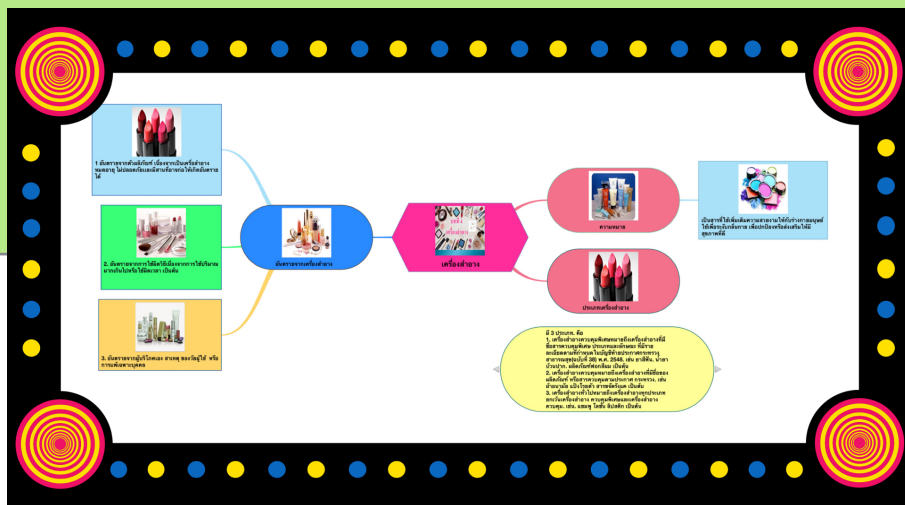 1 อันตรายจากตัวผลิภัณฑ์ เนื่องจากเป็นเครื่อสำอาง
หมดอายุ ไม่ปลอดภัยและมีสานที่อาจก่อให้เกิดอันตราย
ได้
2. อันตรายจากการใช้ผิดวิธีเนื่องจากการใช้ปริมาณ
มากเกินไปหรือใช้ผิดเวลา เป็นต้น
3. อันตรายจากผู้บริโภคเอง สาเหตุ ของวัยผู้ใช้ หรือ
การแพ้เฉพาะบุคคล
อันตรายจากเครื่องสำอาง
บทที่ 4
เครื่องสำอาง
เครื่องสำอาง
ความหมาย
เป็นสารที่ใช้เพิ่มเติมความสวยงามให้กับร่างกายมนุษย์
ใช้เพื่อระงับกลิ่นกาย เพื่อปกป้องหรือส่งเสริมให้มี
สุขภาพที่ดี
ประเภทเครื่องสำอาง
มี 3 ประเภท. คือ
1. เครื่องสำอางควบคุมพิเศษหมายถึงเครื่องสำอางที่มี
ชื่อสารควบคุมพิเศษ ประเภทและลักษณะ ที่มีราย
ละเอียดตามที่กำหนดในบัญชีท้ายประกาศกระทรวง
สาธารณสุข(ฉบับที่ 38) พ.ศ. 2548. เช่น ยาสีฟัน. น้ำยา
บ้วนปาก. ผลิตภัณฑ์ฟอกสีผม เป็นต้น
2. เครื่องสำอางควบคุมหมายถึงเครื่องสำอางที่มีชื่อของ
ผลิตภัณฑ์ หรือสารควบคุมตามประกาศ กระทรวง. เช่น
ผ้าอนามัย แป้งโรยตัว สารขจัดรังแค เป็นต้น
3. เครื่องสำอางทั่วไปหมายถึงเครื่องสำอางทุกประเภท
ยกเว้นเครื่องสำอาง ควบคุมพิเศษและเครื่องสำอาง
ควบคุม. เช่น. แชมพู โลชั่น ลิปสติก เป็นต้น